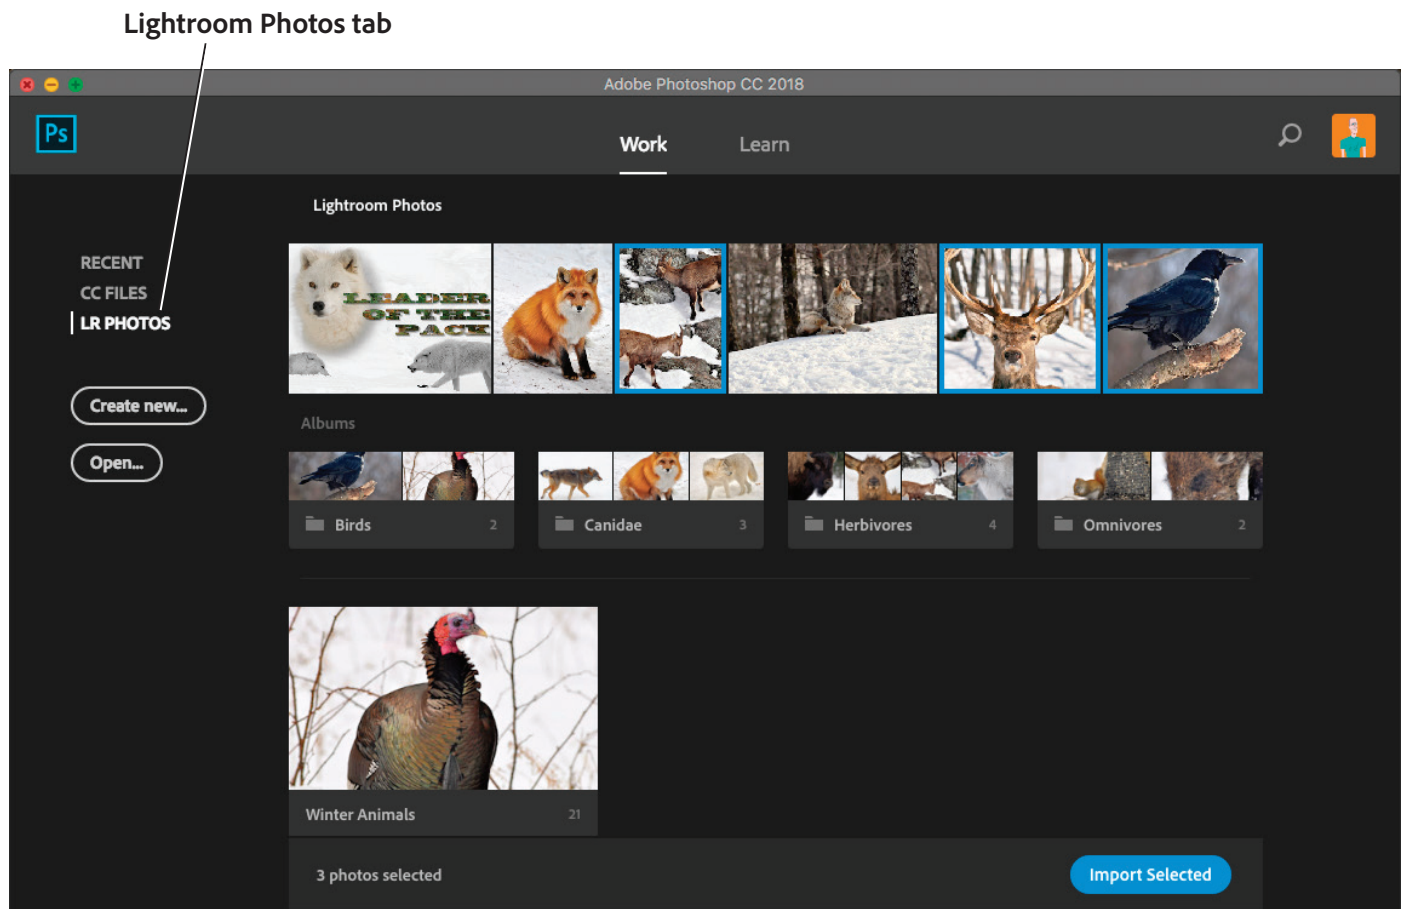 Lightroom Photos tab
Adobe Photoshop CC 2018
Ps
Work
Learn
Lightroom Photos
RECENT
CC FILES
LR PHOTOS
LEADER
OF THE
PACK
Create new...
Open...
Albums
Birds 2
Canidae 3
Herbivores 4
Omnivores 2
Winter Animals 21
3 photos selected
Import Selected